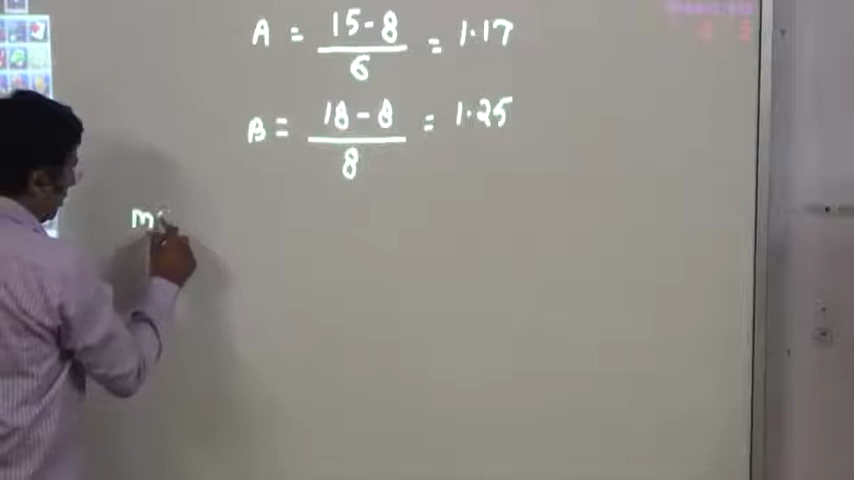 A = 15-8 / 6 = 1.17
B = 18-8 / 8 = 1.25
m